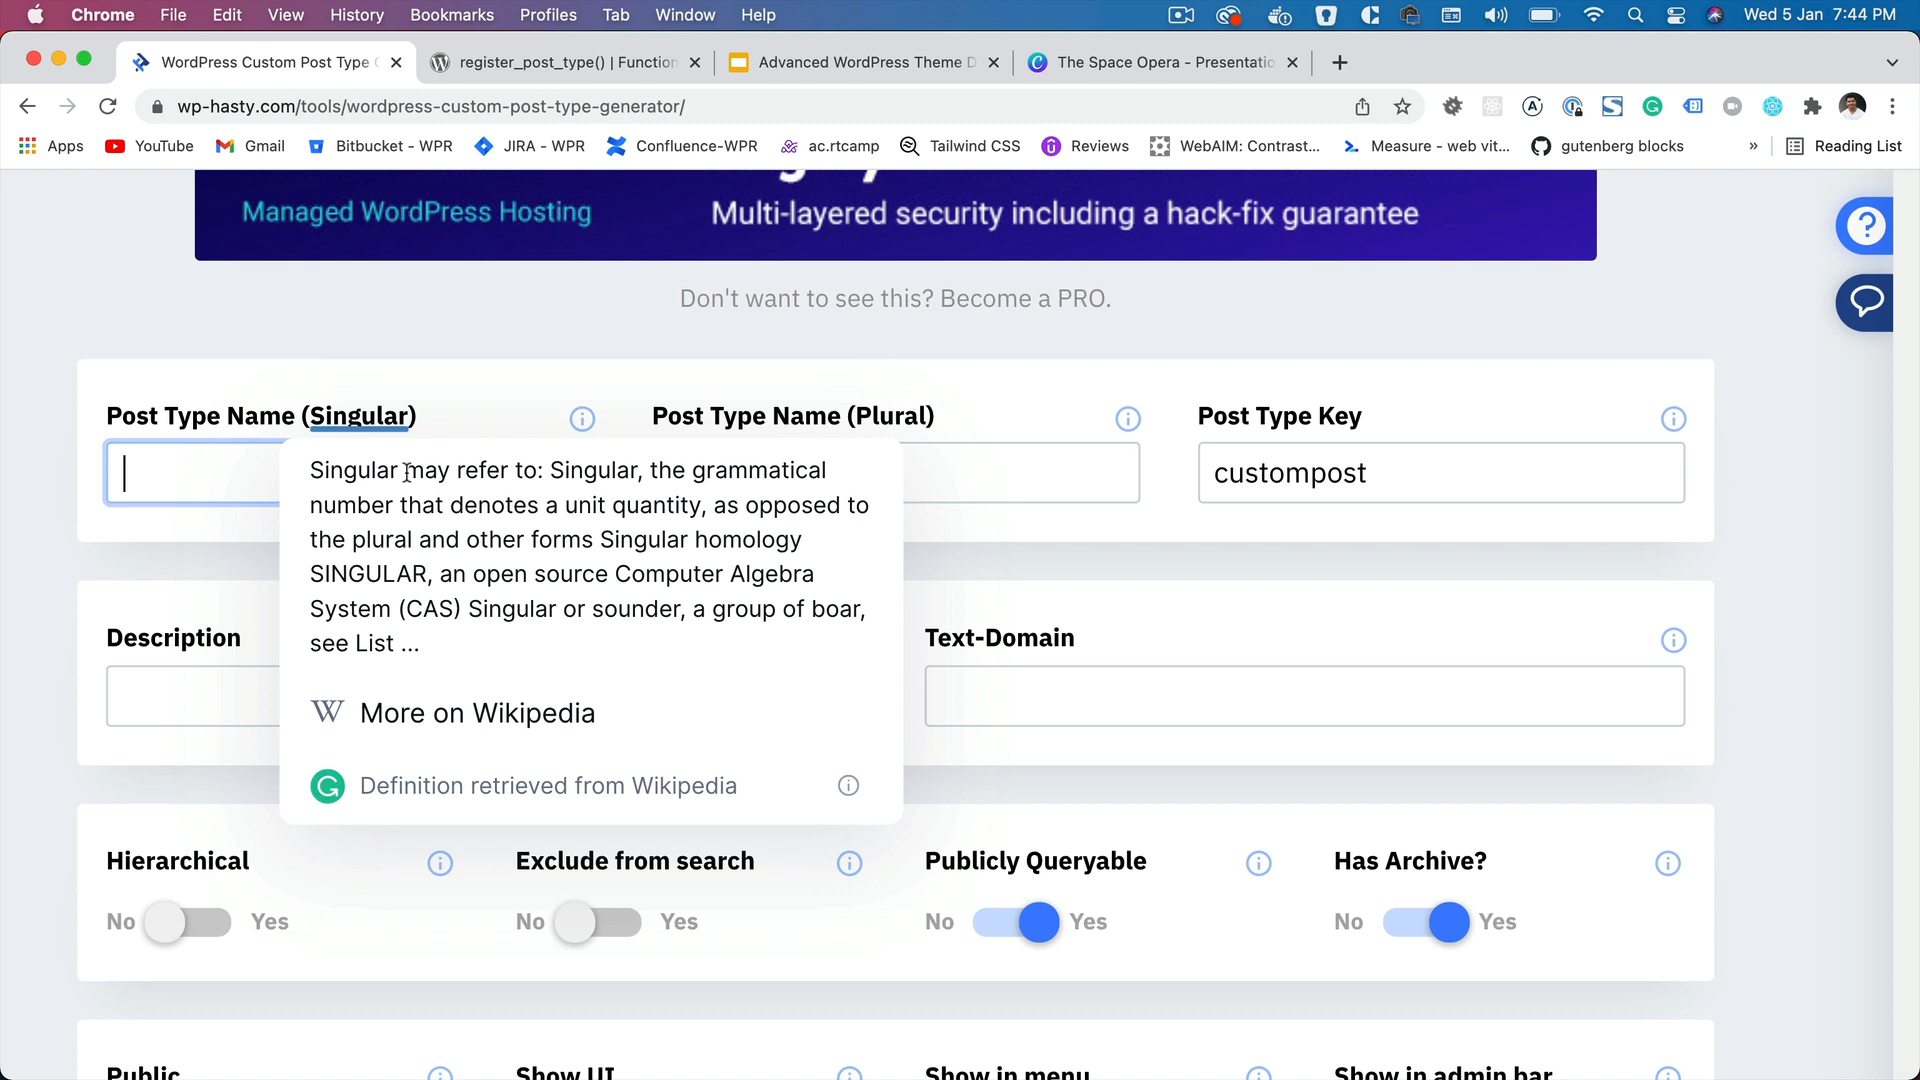 Chrome File Edit View History Bookmarks Profiles Tab Window Help Wed 5 Jan 7:44 PM
WordPress Custom Post Type register_post_type() | Function Advanced WordPress Theme D The Space Opera - Presentatio
wp-hasty.com/tools/wordpress-custom-post-type-generator/
Apps YouTube Gmail Bitbucket - WPR JIRA - WPR Confluence-WPR ac.rtcamp Tailwind CSS Reviews WebAIM: Contrast... Measure - web vit... gutenberg blocks » Reading List
Managed WordPress Hosting Multi-layered security including a hack-fix guarantee
Don't want to see this? Become a PRO.
Post Type Name (Singular) Post Type Name (Plural) Post Type Key
custompost
Singular may refer to: Singular, the grammatical
number that denotes a unit quantity, as opposed to
the plural and other forms Singular homology
SINGULAR, an open source Computer Algebra
System (CAS) Singular or sounder, a group of boar,
see List ...
W More on Wikipedia
Definition retrieved from Wikipedia
Description Text-Domain
Hierarchical Exclude from search Publicly Queryable Has Archive?
No Yes No Yes No Yes No Yes
Public Show UI Show in menu Show in admin bar